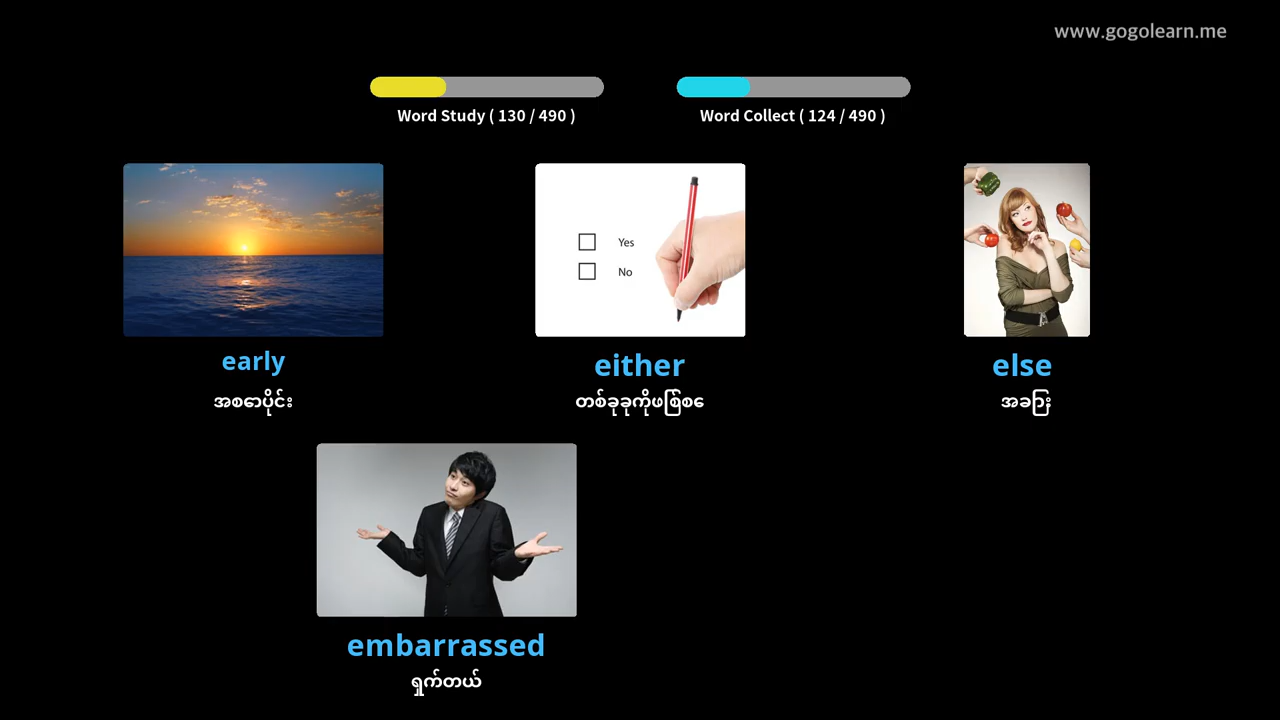 www.gogolearn.me
Word Study ( 130 / 490 )
Word Collect ( 124 / 490 )
Yes
No
early
either
else
အစောပိုင်း
တစ်ခုခုကိုဖြစ်စေ
အခြား
embarrassed
ရှက်တယ်